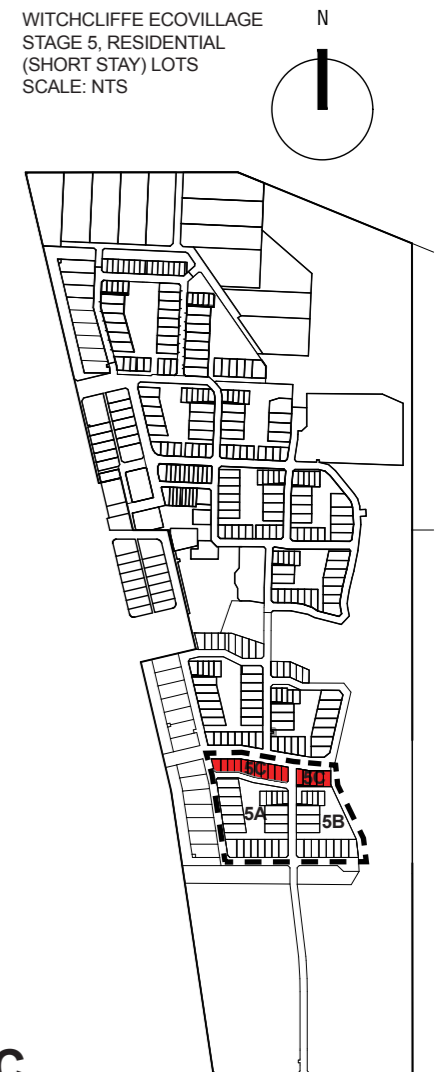 WITCHCLIFFE ECOVILLAGE
STAGE 5, RESIDENTIAL
(SHORT STAY) LOTS
SCALE: NTS
N
5C
5C
5A
5B
C